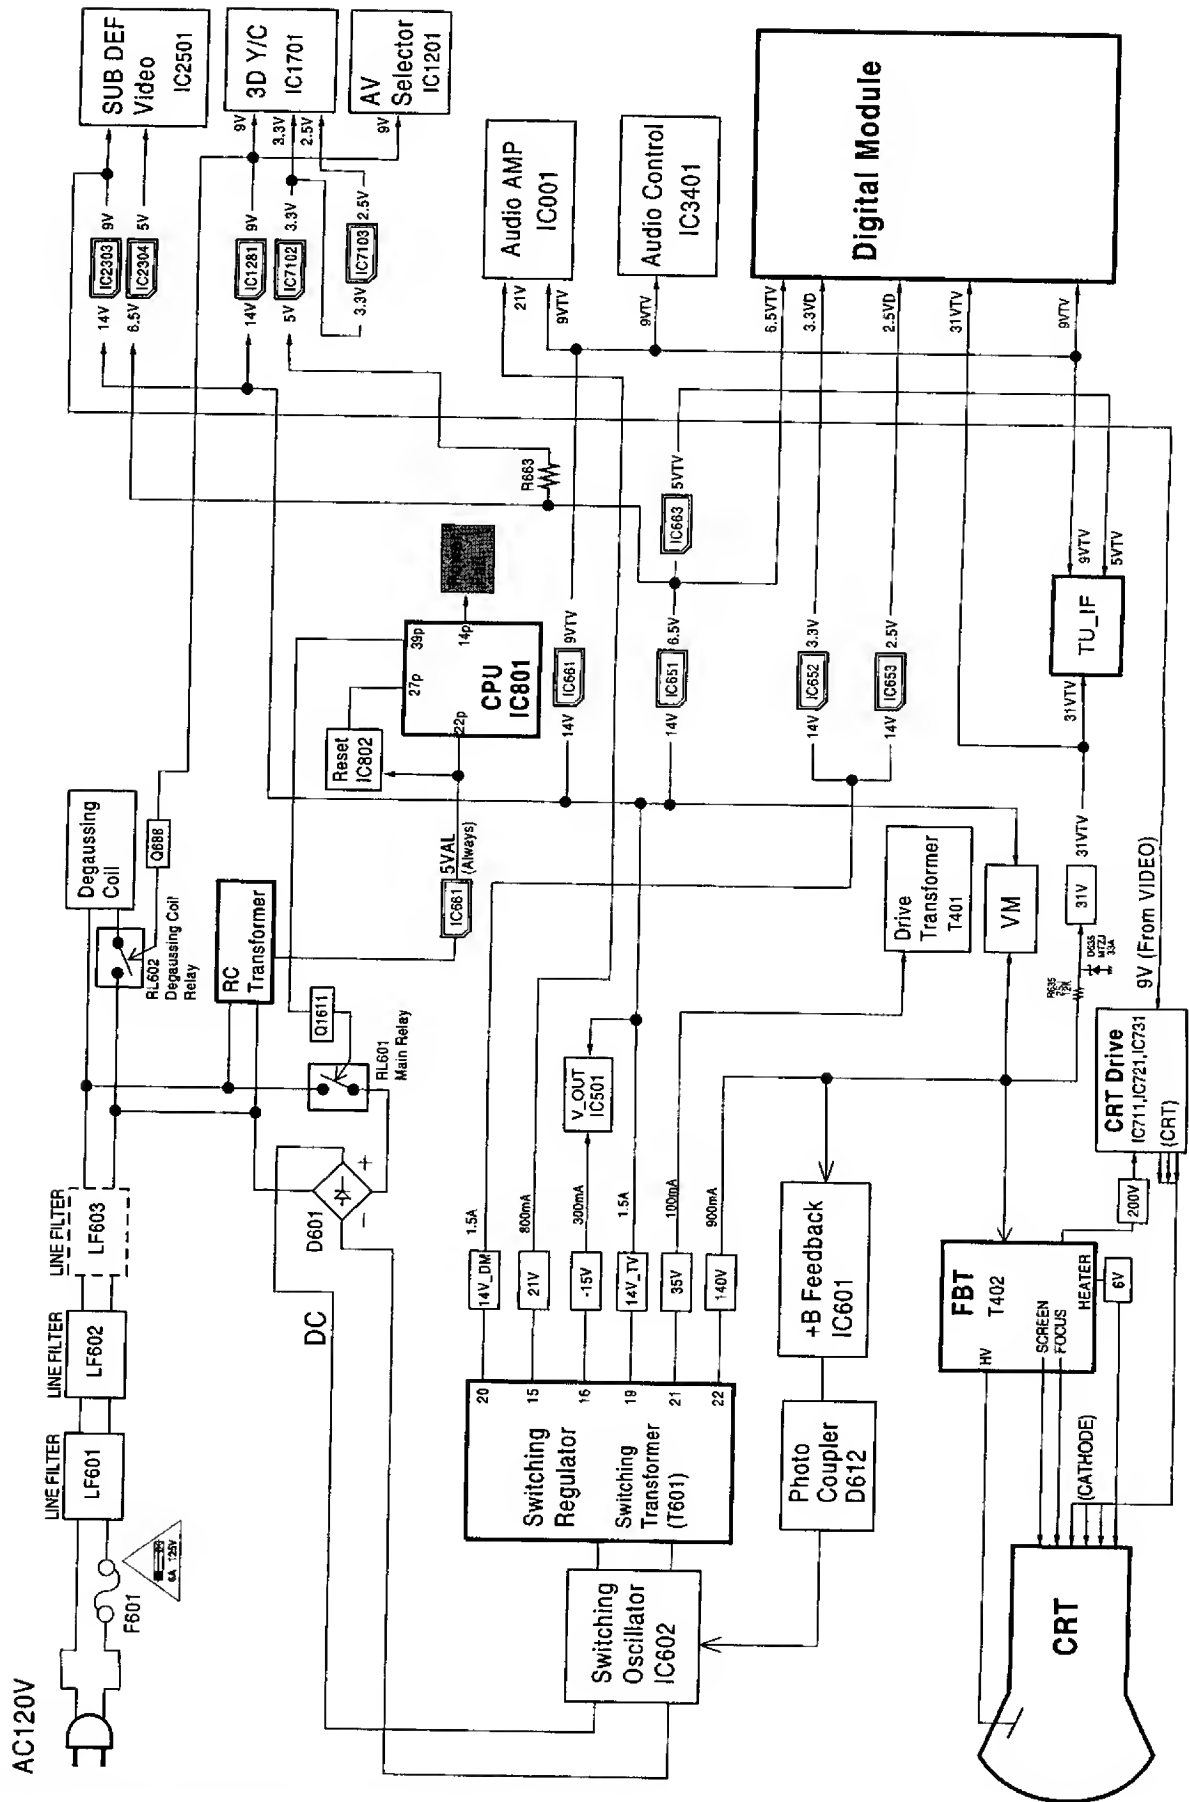 AC120V
F601
6A 125V
LINE FILTER
LF601
LINE FILTER
LF602
LINE FILTER
LF603
Degaussing
Coil
RL602
Degaussing Coil
Relay
Q688
RC
Transformer
Q1611
RL601
Main Relay
D601
+
-
DC
IC661
5VAL
(Always)
Reset
IC802
CPU
IC801
22p
27p
39p
14p
SUB DEF
Video
IC2501
3D Y/C
IC1701
AV
Selector
IC1201
9V
3.3V
2.5V
9V
14V
IC2303
9V
6.5V
IC2304
5V
14V
IC1281
9V
5V
IC7102
3.3V
3.3V
IC7103
2.5V
R663
Audio AMP
IC001
21V
9VTV
Audio Control
IC3401
9VTV
Digital Module
6.5VTV
3.3VD
2.5VD
31VTV
9VTV
14V
IC661
9VTV
14V
IC651
6.5V
IC663
5VTV
14V
IC652
3.3V
14V
IC653
2.5V
TU_IF
9VTV
5VTV
31VTV
31VTV
31V
D635
MTZJ
33A
R635
12K
Switching
Oscillator
IC602
Switching
Regulator
Switching
Transformer
(T601)
20
15
16
19
21
22
14V_DM
1.5A
21V
800mA
-15V
300mA
14V_TV
1.5A
35V
100mA
140V
900mA
V_OUT
IC501
Drive
Transformer
T401
VM
Photo
Coupler
D612
+B Feedback
IC601
FBT
T402
HV
SCREEN
FOCUS
HEATER
6V
200V
CRT Drive
IC711,IC721,IC731
(CRT)
9V (From VIDEO)
(CATHODE)
CRT